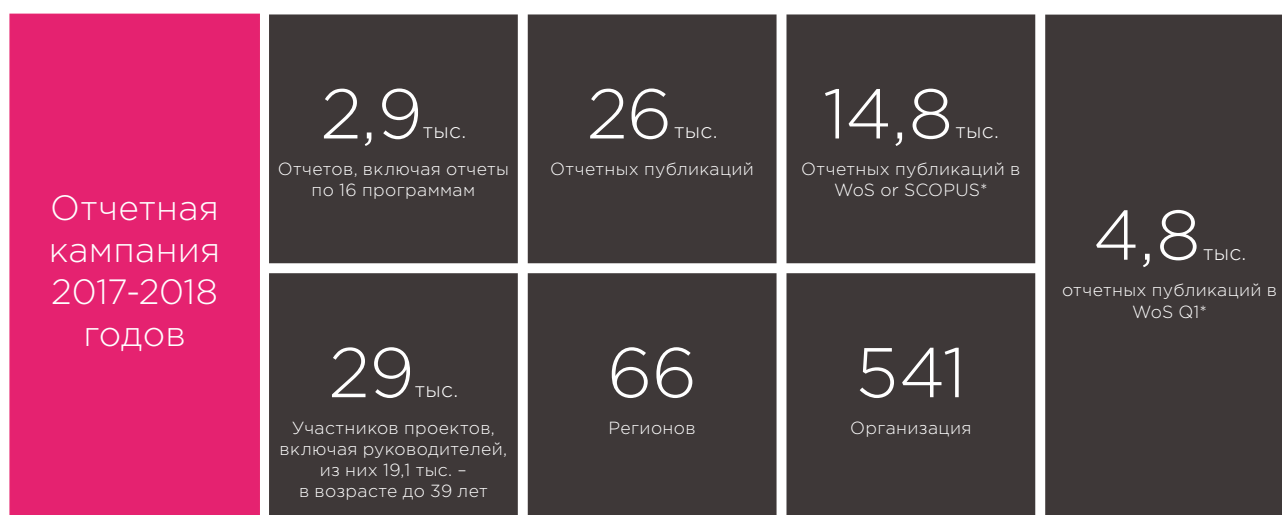 Отчетная
кампания
2017-2018
годов
2,9 тыс.
Отчетов, включая отчеты
по 16 программам
26 тыс.
Отчетных публикаций
14,8 тыс.
Отчетных публикаций в
WoS or SCOPUS*
4,8 тыс.
отчетных публикаций в
WoS Q1*
29 тыс.
Участников проектов,
включая руководителей,
из них 19,1 тыс. –
в возрасте до 39 лет
66
Регионов
541
Организация